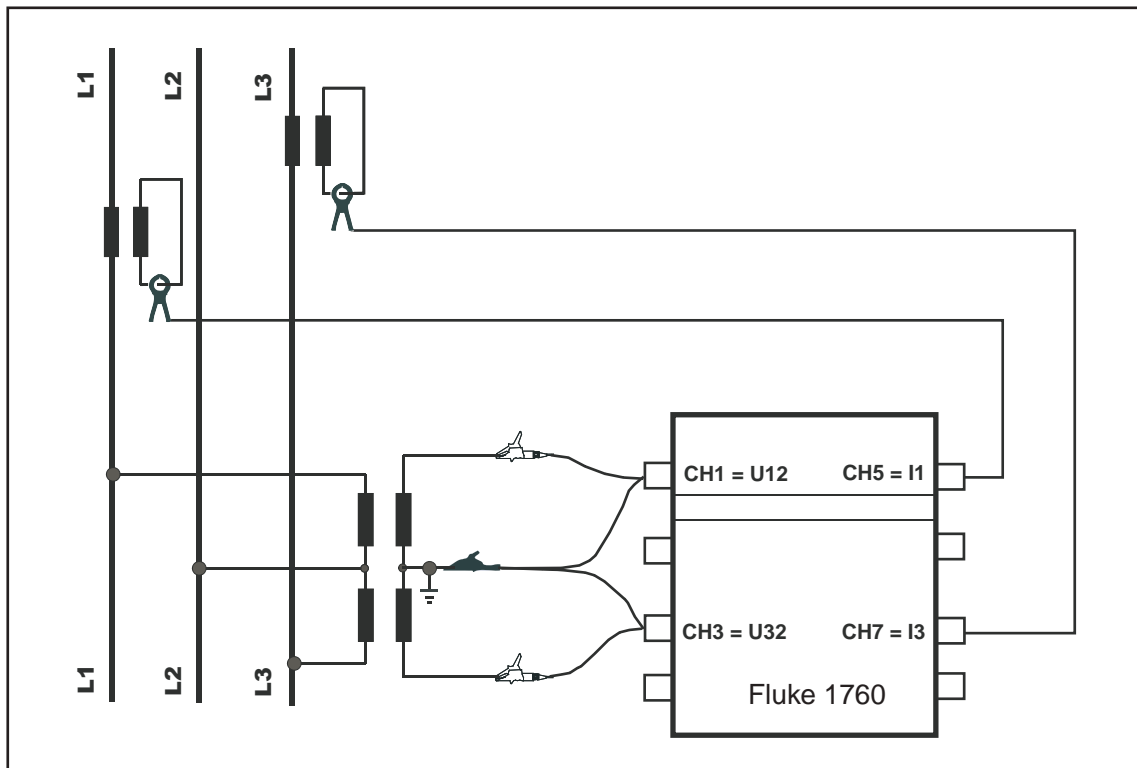 L1
L2
L3
CH1 = U12
CH5 = I1
CH3 = U32
CH7 = I3
L1
L2
L3
Fluke 1760